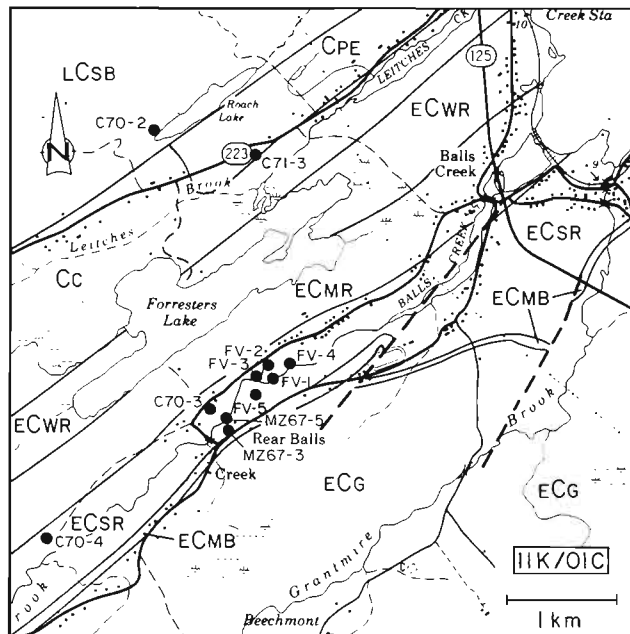 Creek Sta
10
CPE
LEITCHES CK
125
LCSB
Roach
Lake
ECWR
C70-2
223
C71-3
Balls
Creek
9
Brook
Leitches
CREEK
ECSR
CC
ECMR
BALLS
ECMB
Forresters
Lake
FV-2
FV-3
FV-4
FV-1
C70-3
FV-5
MZ67-5
Rear Balls
MZ67-3
Creek
ECWR
Brook
ECG
ECG
ECSR
C70-4
ECMB
11K/01C
Grantmire
rook
Beechmont
1 km
N